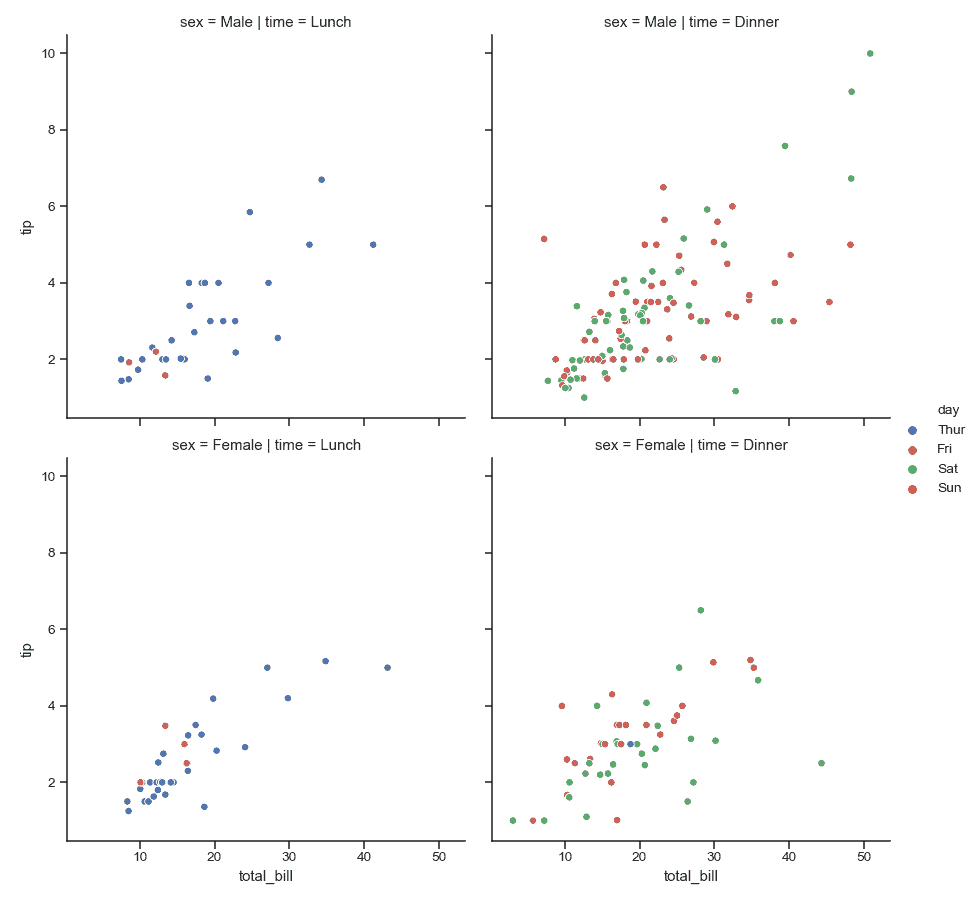 sex = Male | time = Lunch
sex = Male | time = Dinner
10
8
6
4
2
tip
day
Thur
Fri
Sat
Sun
sex = Female | time = Lunch
sex = Female | time = Dinner
10
8
6
4
2
tip
10 20 30 40 50
10 20 30 40 50
total_bill
total_bill